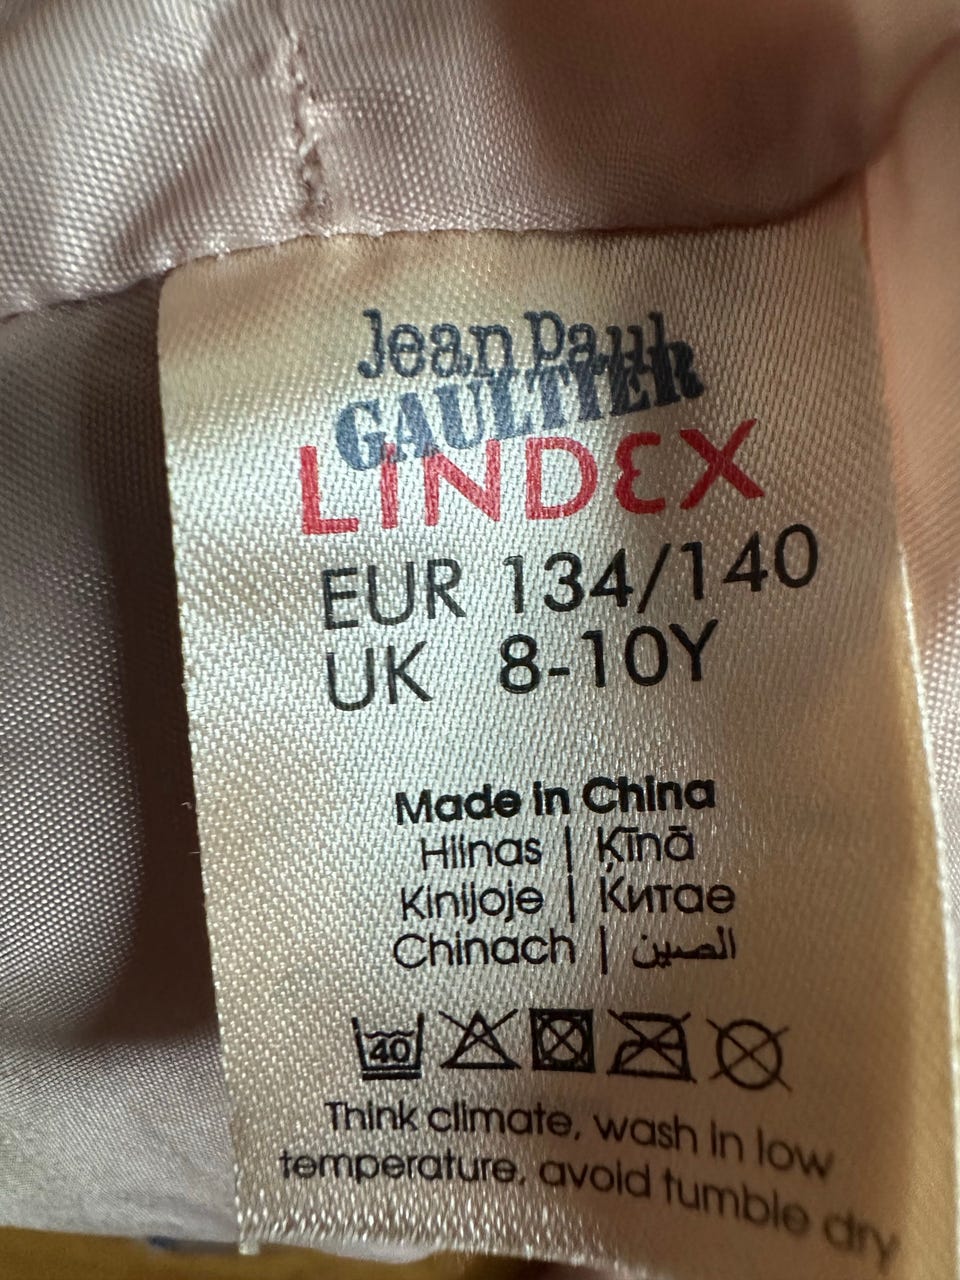 Jean Paul
GAULTIER
LINDEX
EUR 134/140
UK 8-10Y
Made in China
Hiinas | Ķīnā
Kinijoje | Китае
Chinach | الصين
40
Think climate, wash in low
temperature, avoid tumble dry